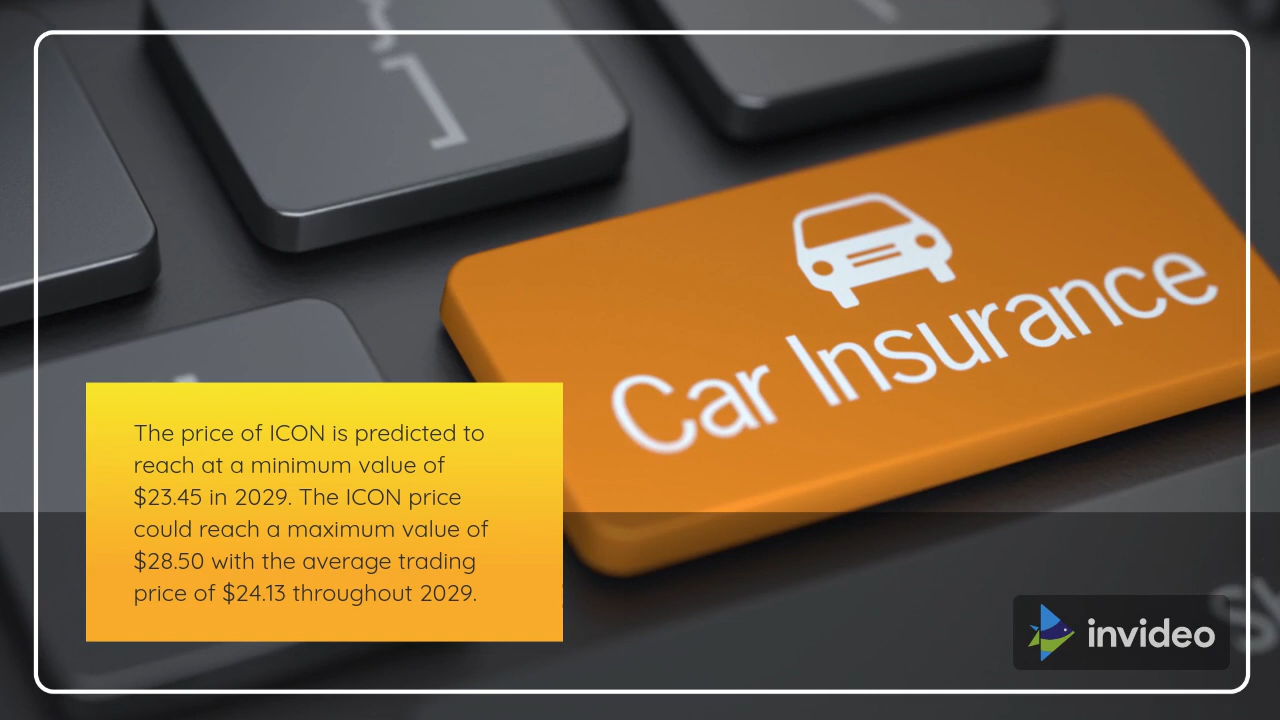 Car Insurance
The price of ICON is predicted to
reach at a minimum value of
$23.45 in 2029. The ICON price
could reach a maximum value of
$28.50 with the average trading
price of $24.13 throughout 2029.
invideo